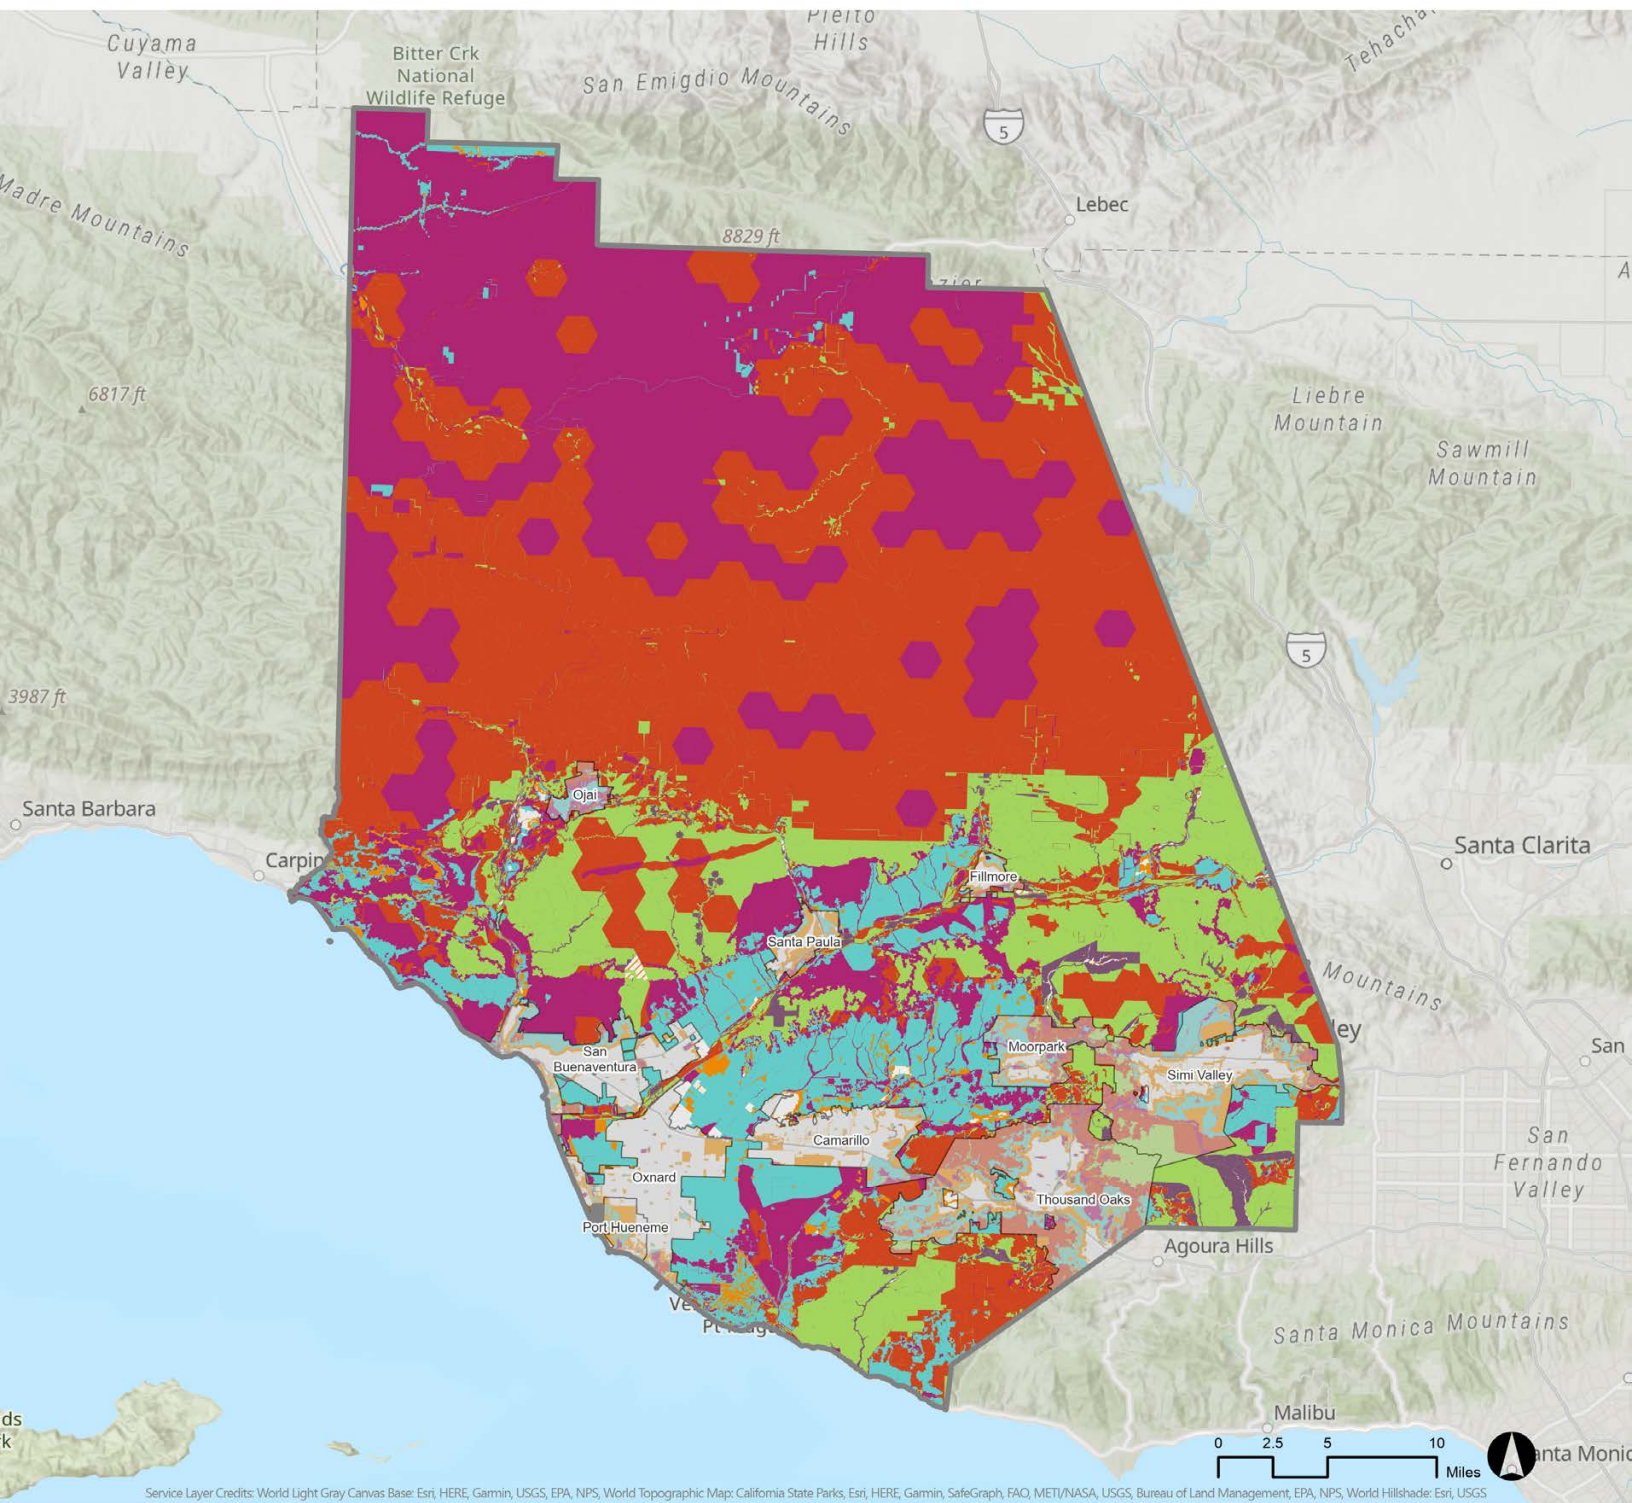 Pleito
Hills
Cuyama
Valley
Bitter Crk
National
Wildlife Refuge
San Emigdio Mountains
5
Madre Mountains
Lebec
8829 ft
6817 ft
Liebre
Mountain
Sawmill
Mountain
5
3987 ft
Ojai
Santa Barbara
Carpin
Santa Clarita
Fillmore
Santa Paula
Mountains
ley
San
Moorpark
Simi Valley
San
Buenaventura
Camarillo
San
Fernando
Valley
Oxnard
Thousand Oaks
Port Hueneme
Agoura Hills
Santa Monica Mountains
Malibu
ds
k
0 2.5 5 10
Miles
anta Monic
Service Layer Credits: World Light Gray Canvas Base: Esri, HERE, Garmin, USGS, EPA, NPS, World Topographic Map: California State Parks, Esri, HERE, Garmin, SafeGraph, FAO, METI/NASA, USGS, Bureau of Land Management, EPA, NPS, World Hillshade: Esri, USGS